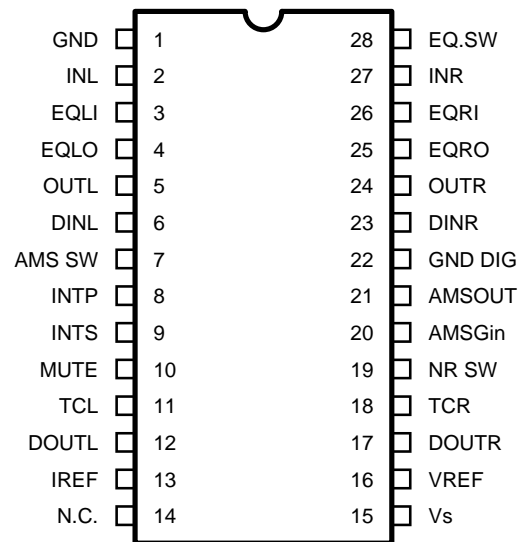 GND 1 28 EQ.SW
INL 2 27 INR
EQLI 3 26 EQRI
EQLO 4 25 EQRO
OUTL 5 24 OUTR
DINL 6 23 DINR
AMS SW 7 22 GND DIG
INTP 8 21 AMSOUT
INTS 9 20 AMSGin
MUTE 10 19 NR SW
TCL 11 18 TCR
DOUTL 12 17 DOUTR
IREF 13 16 VREF
N.C. 14 15 Vs